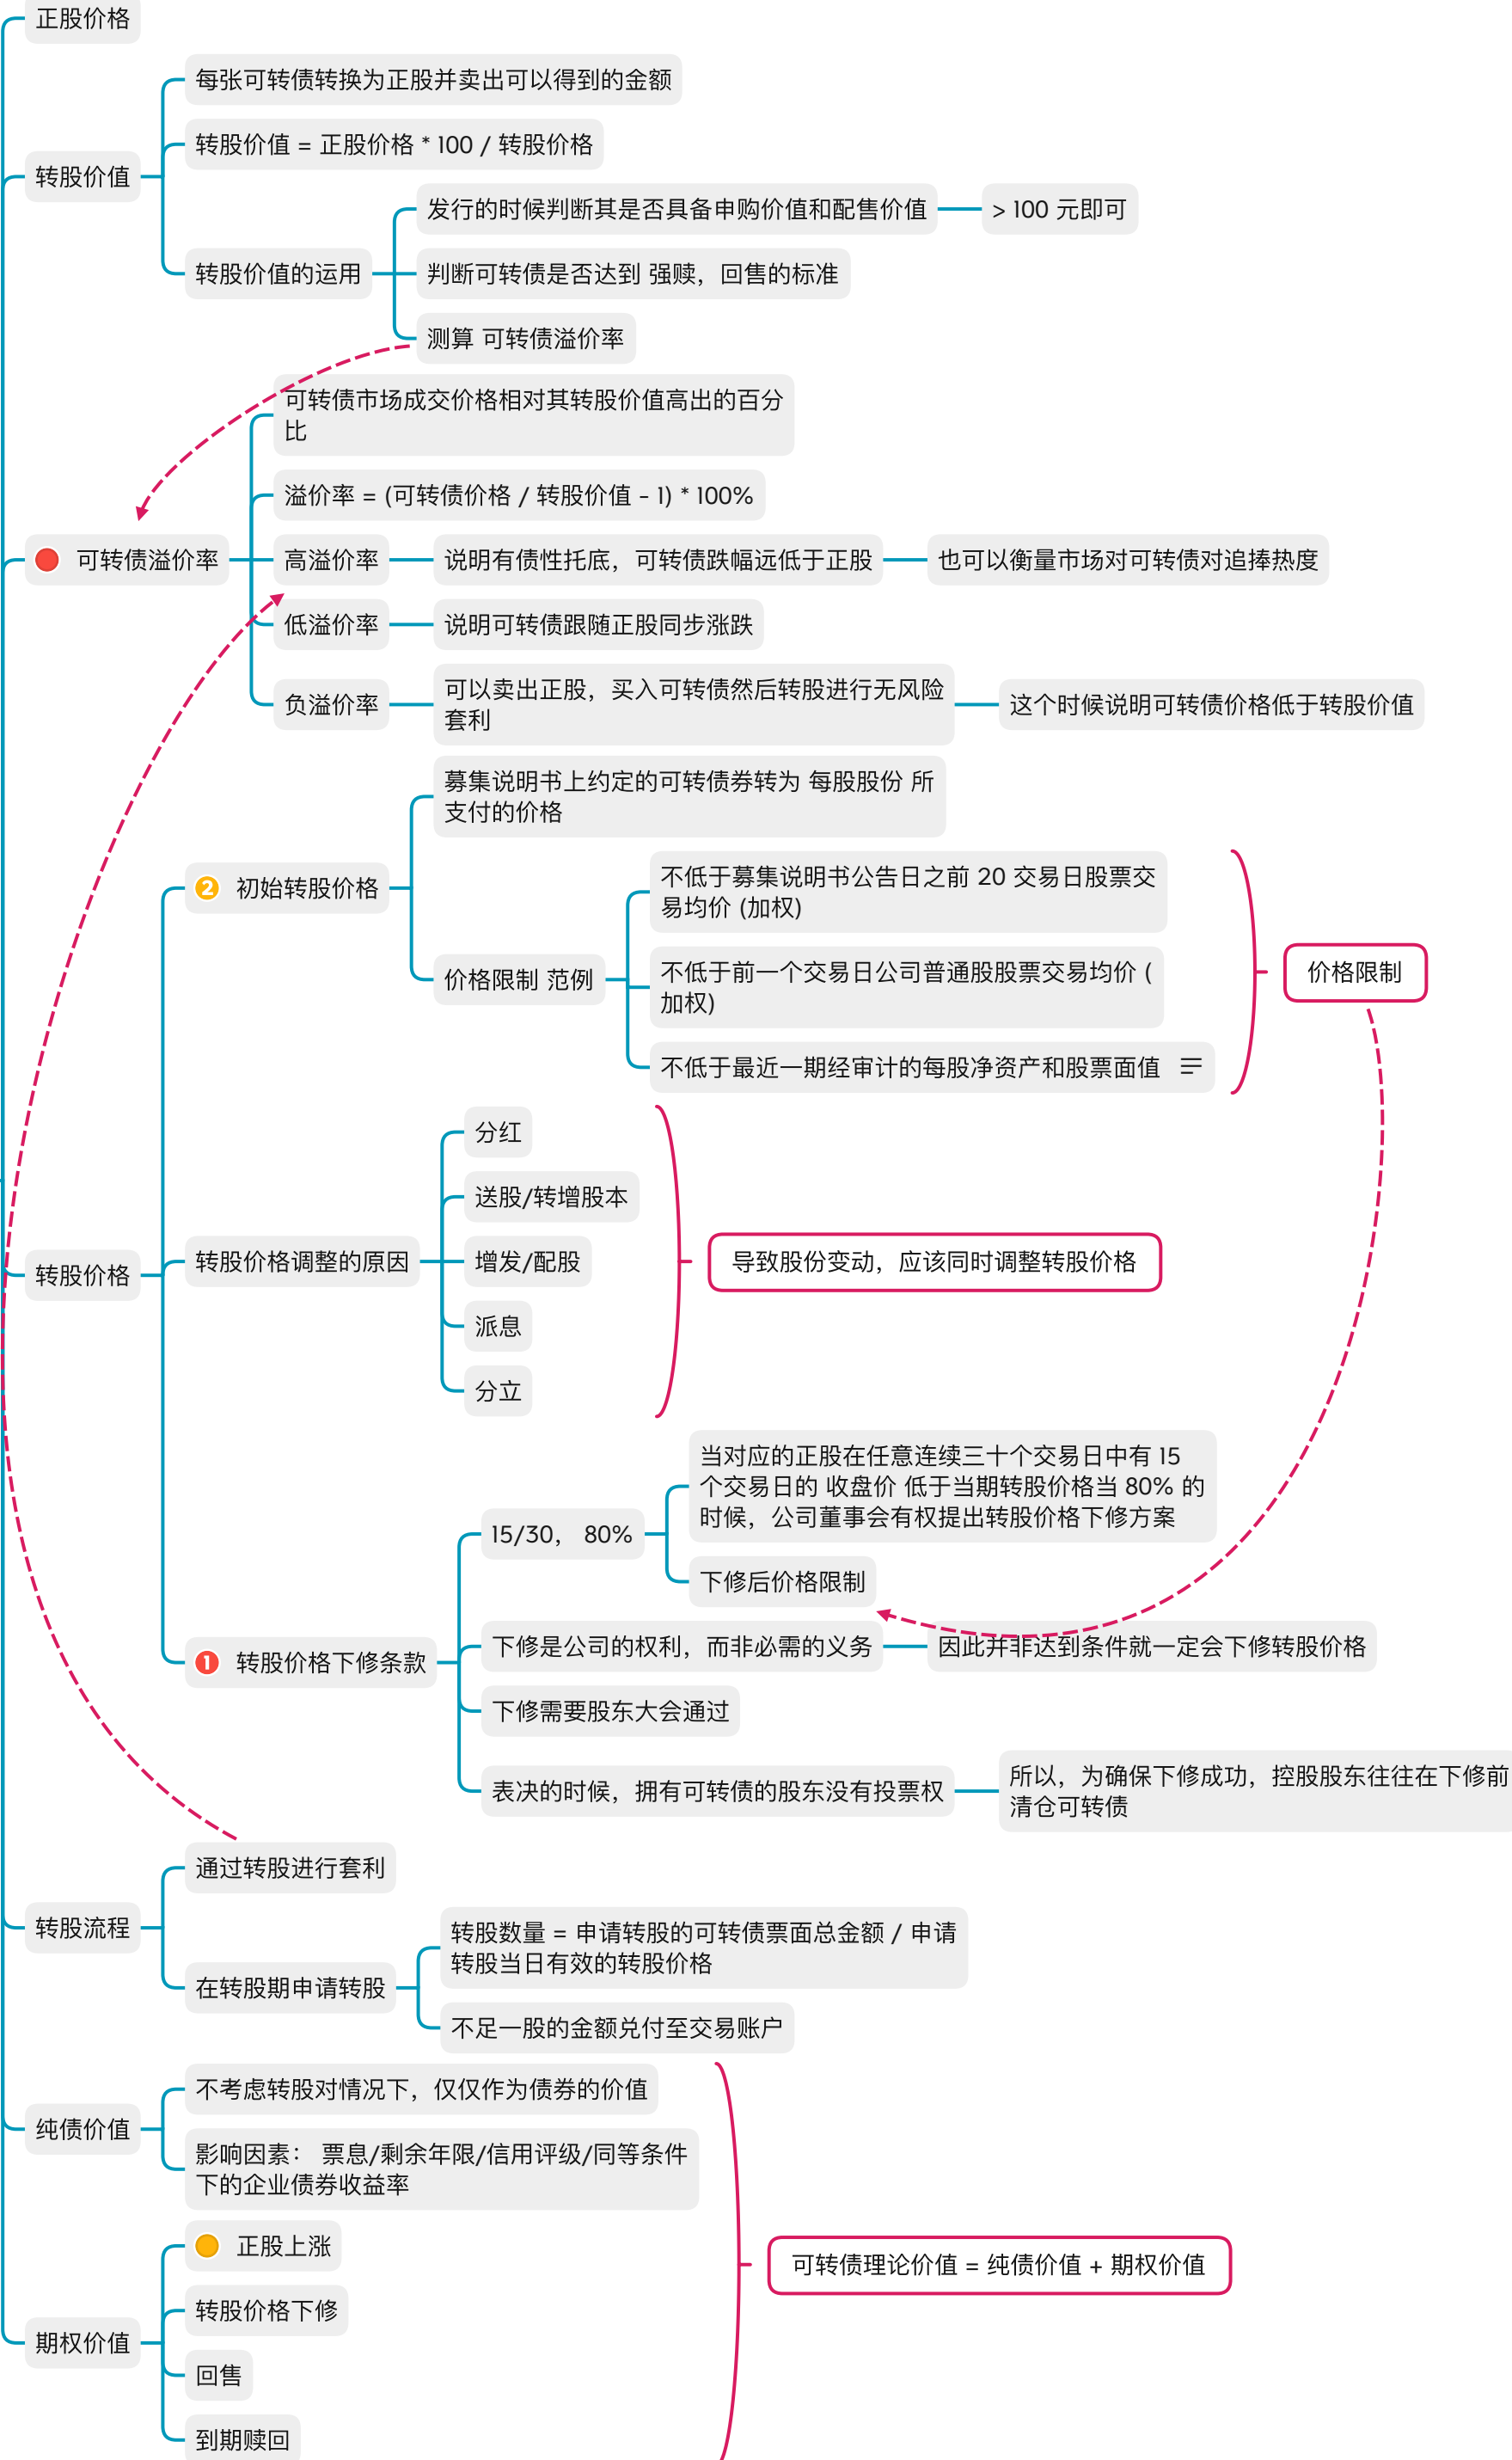 正股价格
每张可转债转换为正股并卖出可以得到的金额
转股价值 = 正股价格 * 100 / 转股价格
转股价值
发行的时候判断其是否具备申购价值和配售价值
> 100 元即可
转股价值的运用
判断可转债是否达到 强赎，回售的标准
测算 可转债溢价率
可转债市场成交价格相对其转股价值高出的百分
比
溢价率 = (可转债价格 / 转股价值 - 1) * 100%
可转债溢价率
高溢价率
说明有债性托底，可转债跌幅远低于正股
也可以衡量市场对可转债对追捧热度
低溢价率
说明可转债跟随正股同步涨跌
负溢价率
可以卖出正股，买入可转债然后转股进行无风险
套利
这个时候说明可转债价格低于转股价值
募集说明书上约定的可转债券转为 每股股份 所
支付的价格
2 初始转股价格
价格限制 范例
不低于募集说明书公告日之前 20 交易日股票交
易均价 (加权)
不低于前一个交易日公司普通股股票交易均价 (
加权)
不低于最近一期经审计的每股净资产和股票面值
价格限制
分红
送股/转增股本
转股价格
转股价格调整的原因
增发/配股
导致股份变动，应该同时调整转股价格
派息
分立
当对应的正股在任意连续三十个交易日中有 15
个交易日的 收盘价 低于当期转股价格当 80% 的
时候，公司董事会有权提出转股价格下修方案
15/30， 80%
下修后价格限制
下修是公司的权利，而非必需的义务
因此并非达到条件就一定会下修转股价格
1 转股价格下修条款
下修需要股东大会通过
表决的时候，拥有可转债的股东没有投票权
所以，为确保下修成功，控股股东往往在下修前
清仓可转债
通过转股进行套利
转股流程
转股数量 = 申请转股的可转债票面总金额 / 申请
转股当日有效的转股价格
在转股期申请转股
不足一股的金额兑付至交易账户
不考虑转股对情况下，仅仅作为债券的价值
纯债价值
影响因素： 票息/剩余年限/信用评级/同等条件
下的企业债券收益率
正股上涨
可转债理论价值 = 纯债价值 + 期权价值
转股价格下修
期权价值
回售
到期赎回